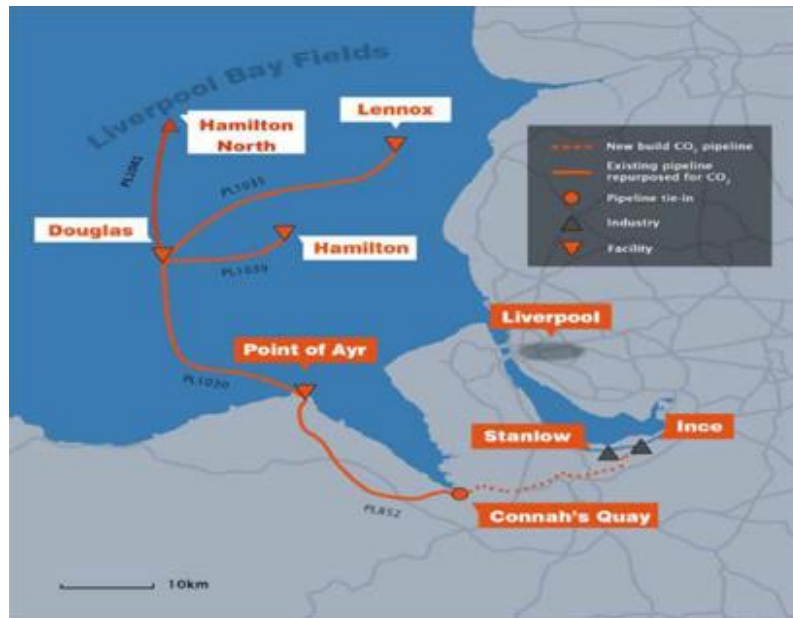 Liverpool Bay Fields
Hamilton
North
Lennox
PL1081
PL1035
Douglas
Hamilton
PL1039
New build CO₂ pipeline
Existing pipeline
repurposed for CO₂
Pipeline tie-in
Industry
Facility
Liverpool
Point of Ayr
PL1030
Stanlow
Ince
PL852
Connah's Quay
10km